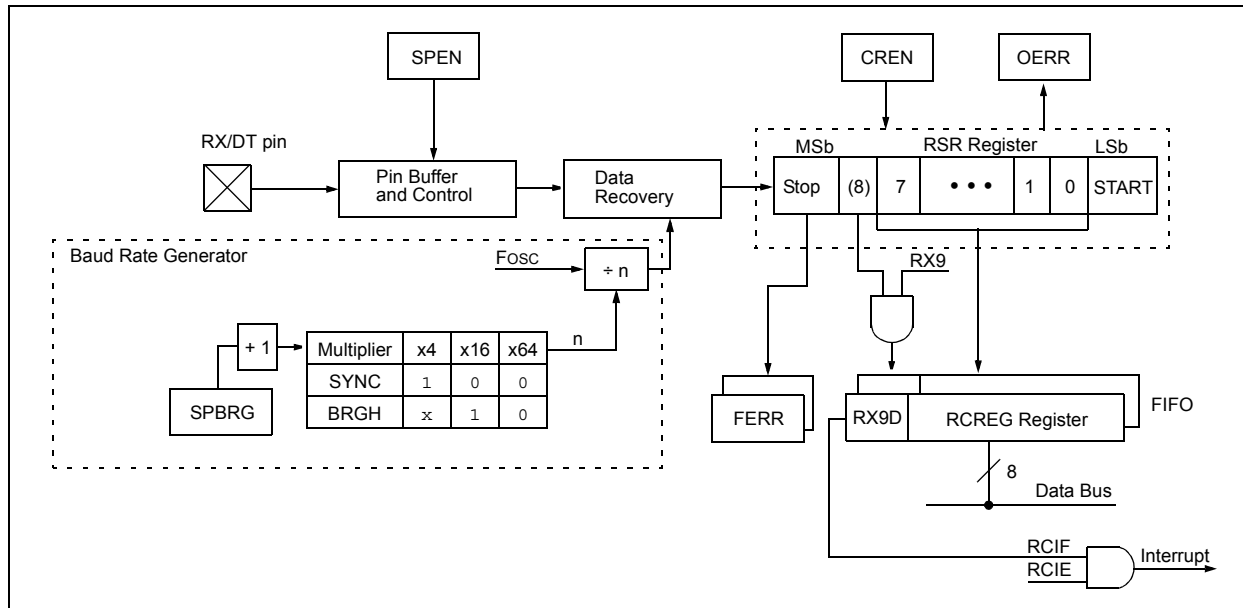 SPEN
CREN
OERR
RX/DT pin
MSb
RSR Register
LSb
Pin Buffer
and Control
Data
Recovery
Stop
(8)
7
• • •
1
0
START
Baud Rate Generator
FOSC
÷ n
RX9
+ 1
n
Multiplier x4 x16 x64
SYNC 1 0 0
BRGH x 1 0
SPBRG
FERR
RX9D
RCREG Register
FIFO
8
Data Bus
RCIF
RCIE
Interrupt